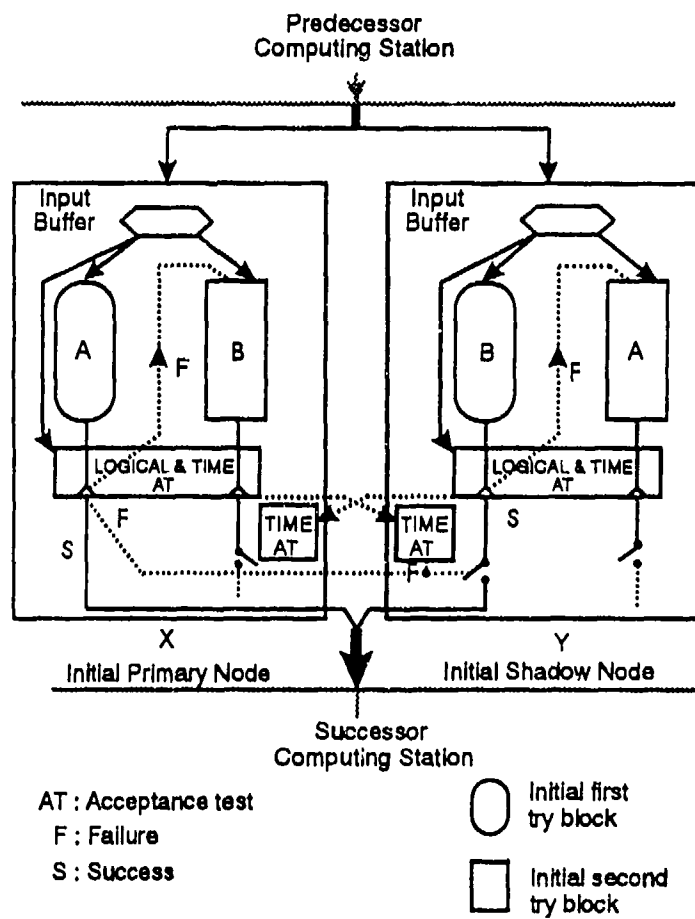 Predecessor
Computing Station
Input
Buffer
A
F
B
LOGICAL & TIME
AT
F
S
TIME
AT
X
Initial Primary Node
Input
Buffer
B
F
A
LOGICAL & TIME
AT
S
TIME
AT
F
Y
Initial Shadow Node
Successor
Computing Station
AT : Acceptance test
F : Failure
S : Success
Initial first
try block
Initial second
try block